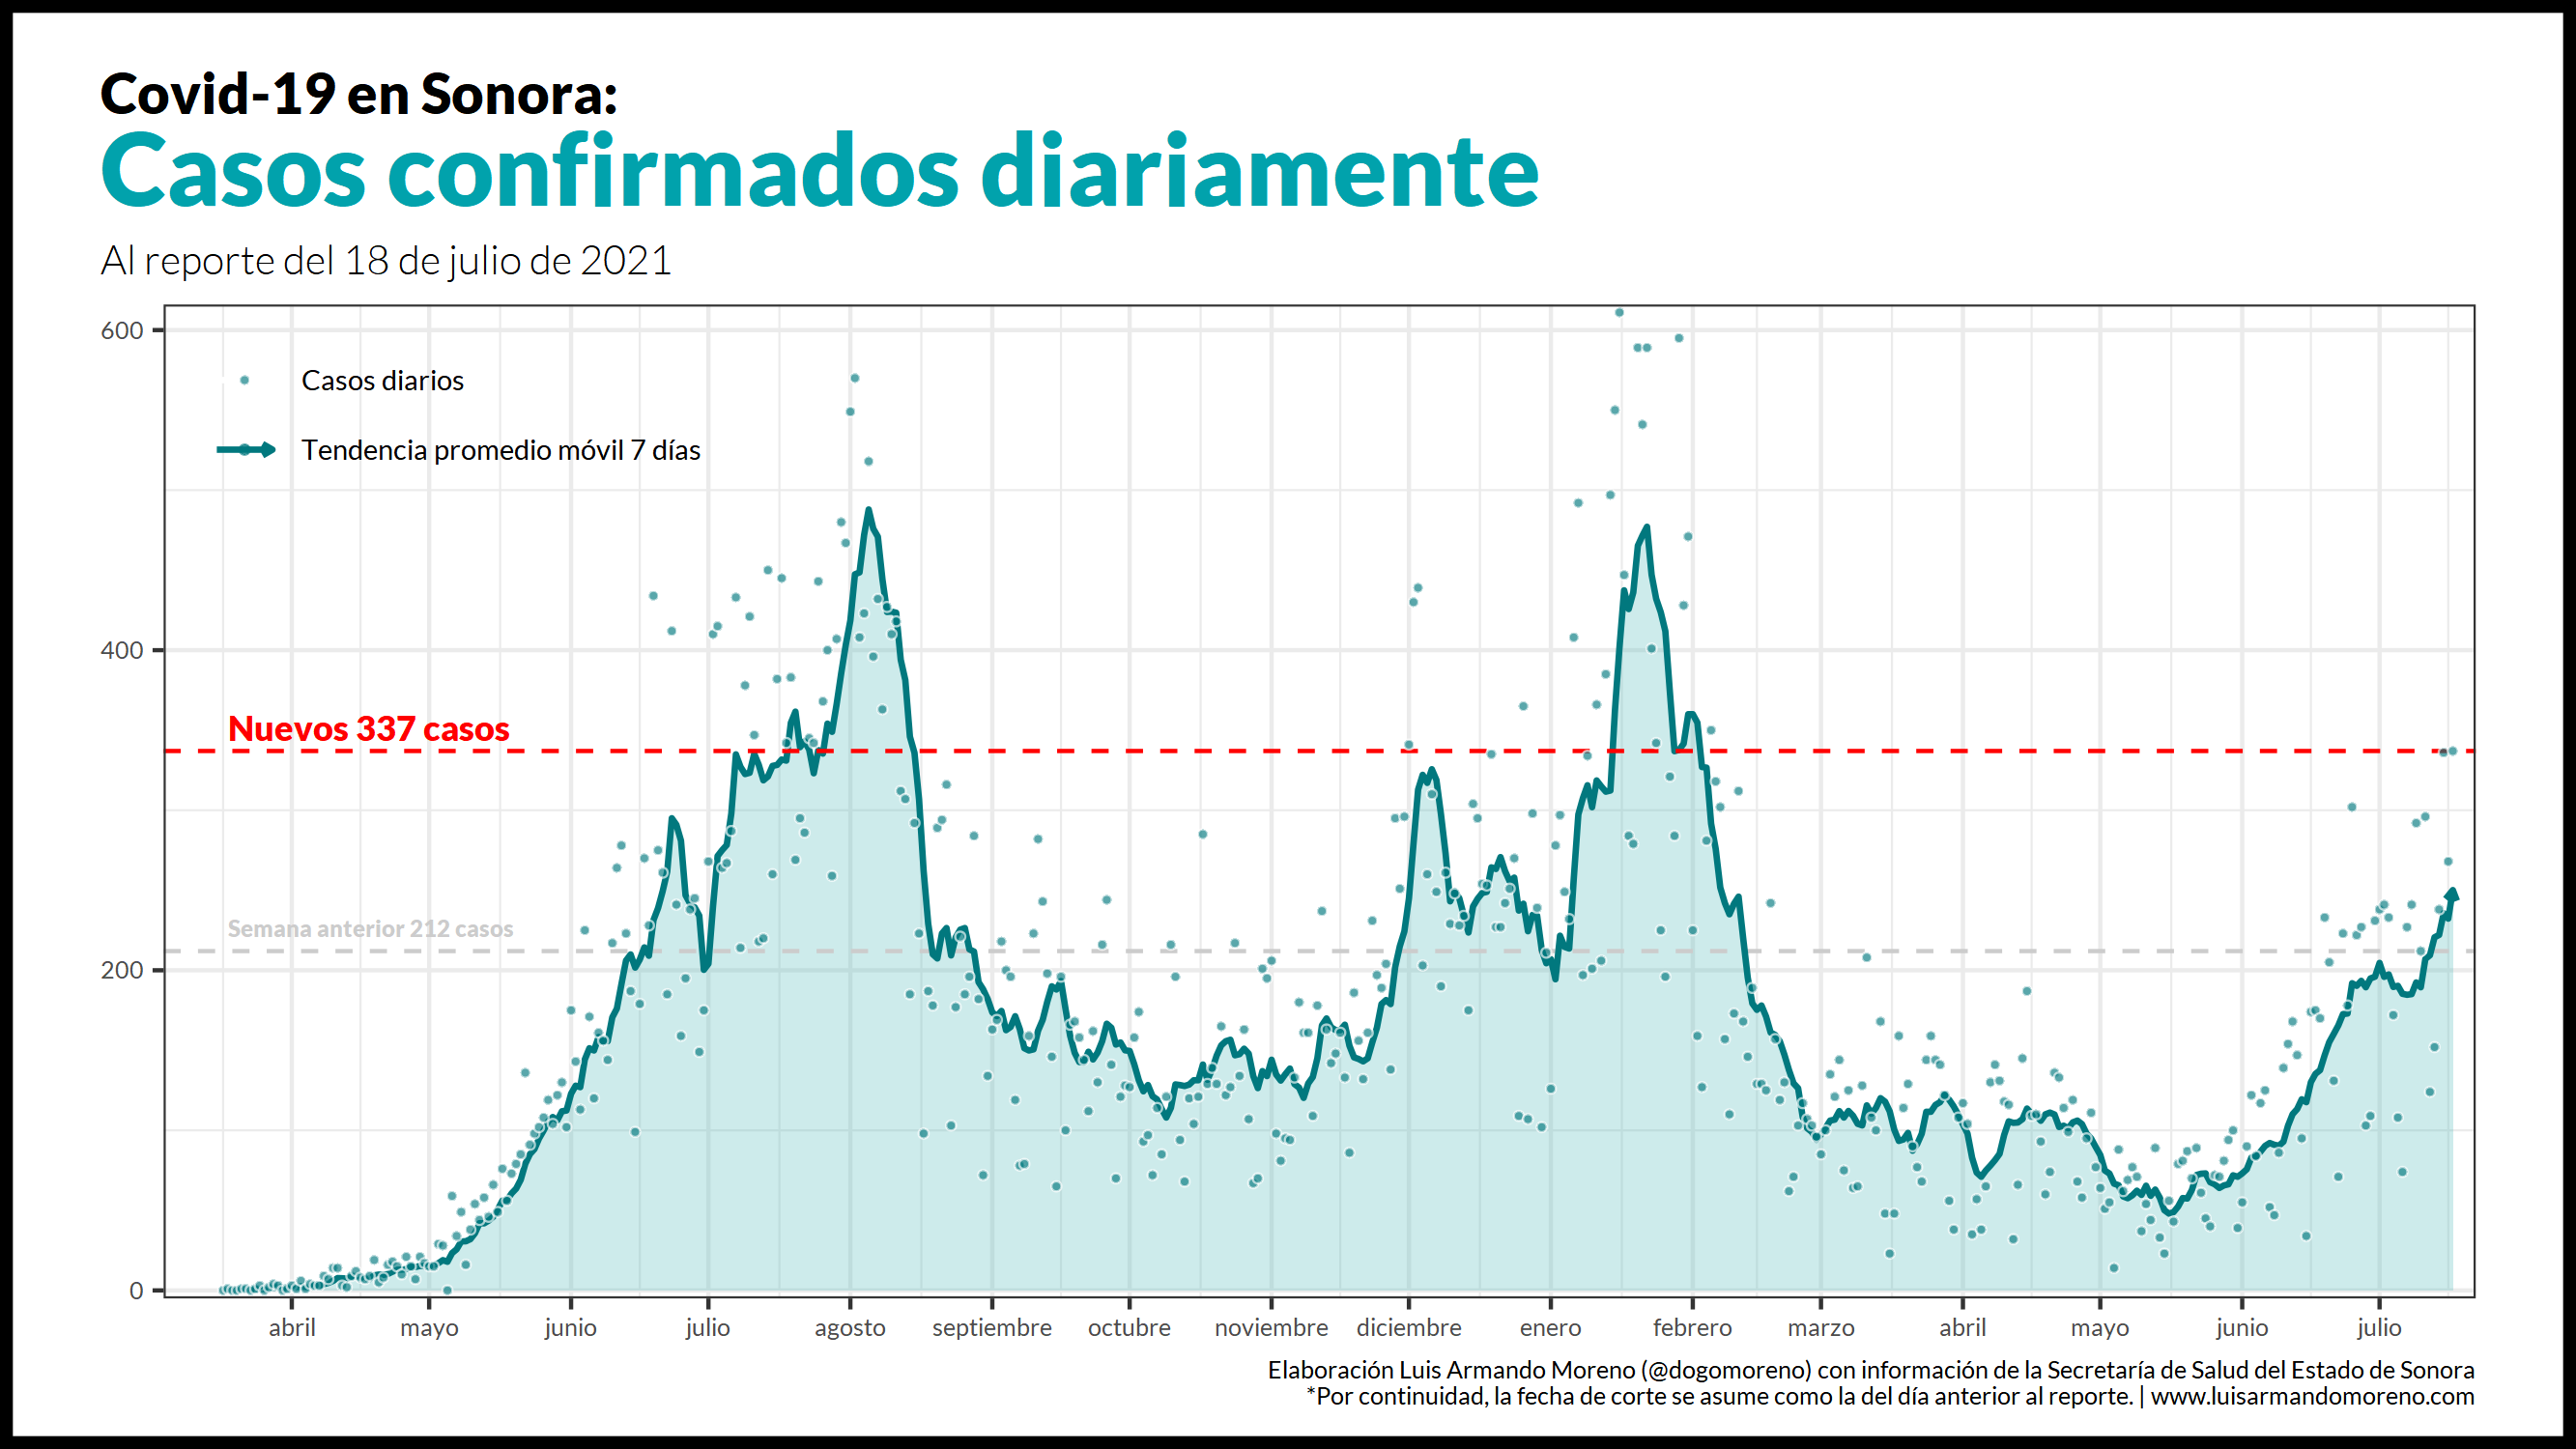 Covid-19 en Sonora:
Casos confirmados diariamente
Al reporte del 18 de julio de 2021
600
Casos diarios
Tendencia promedio móvil 7 días
400
Nuevos 337 casos
Semana anterior 212 casos
200
0
abril mayo junio julio agosto septiembre octubre noviembre diciembre enero febrero marzo abril mayo junio julio
Elaboración Luis Armando Moreno (@dogomoreno) con información de la Secretaría de Salud del Estado de Sonora
*Por continuidad, la fecha de corte se asume como la del día anterior al reporte. | www.luisarmandomoreno.com